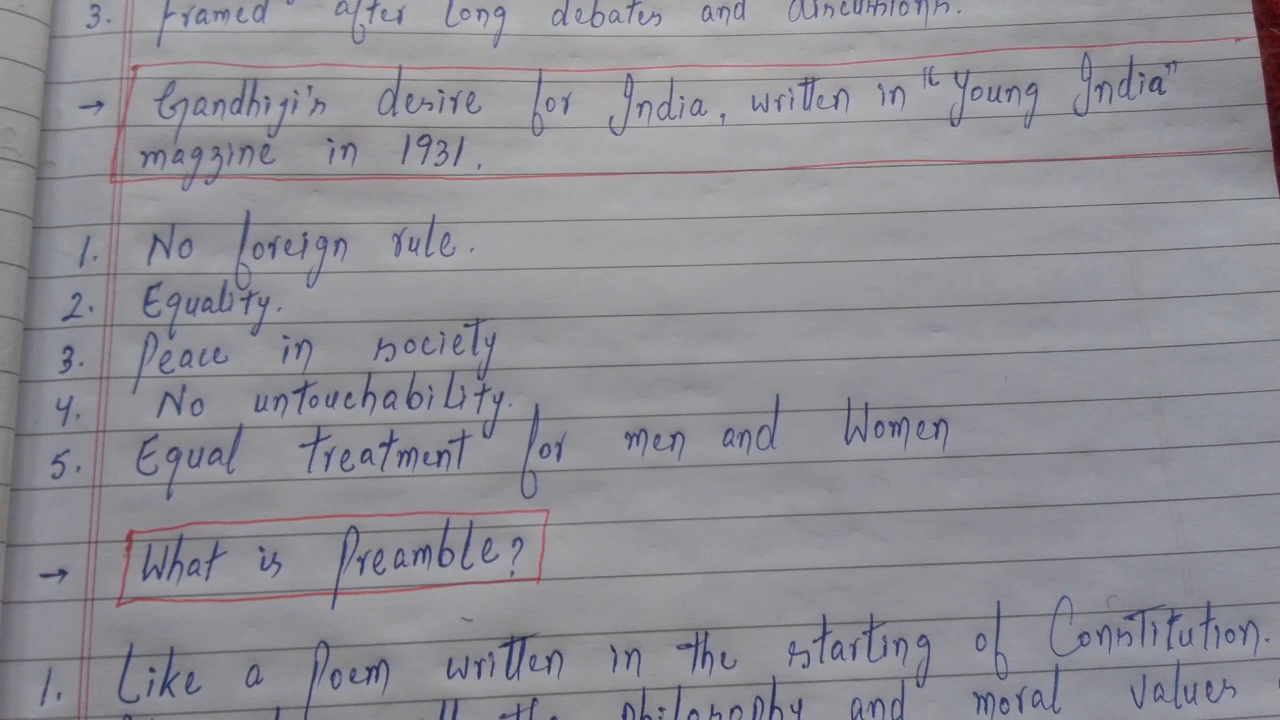 3. framed after long debates and discussions.
→ Gandhiji's desire for India, written in "Young India"
magzine in 1931.
1. No foreign rule.
2. Equality.
3. Peace in society
4. No untouchability.
5. Equal treatment for men and Women
→ What is Preamble?
1. Like a Poem written in the starting of Constitution.
the philosophy and moral values